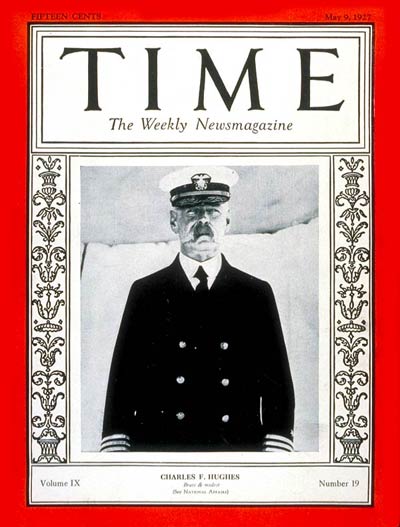 FIFTEEN CENTS May 9, 1927
TIME
The Weekly Newsmagazine
CHARLES F. HUGHES
Brave & modest
(See NATIONAL AFFAIRS)
Volume IX Number 19